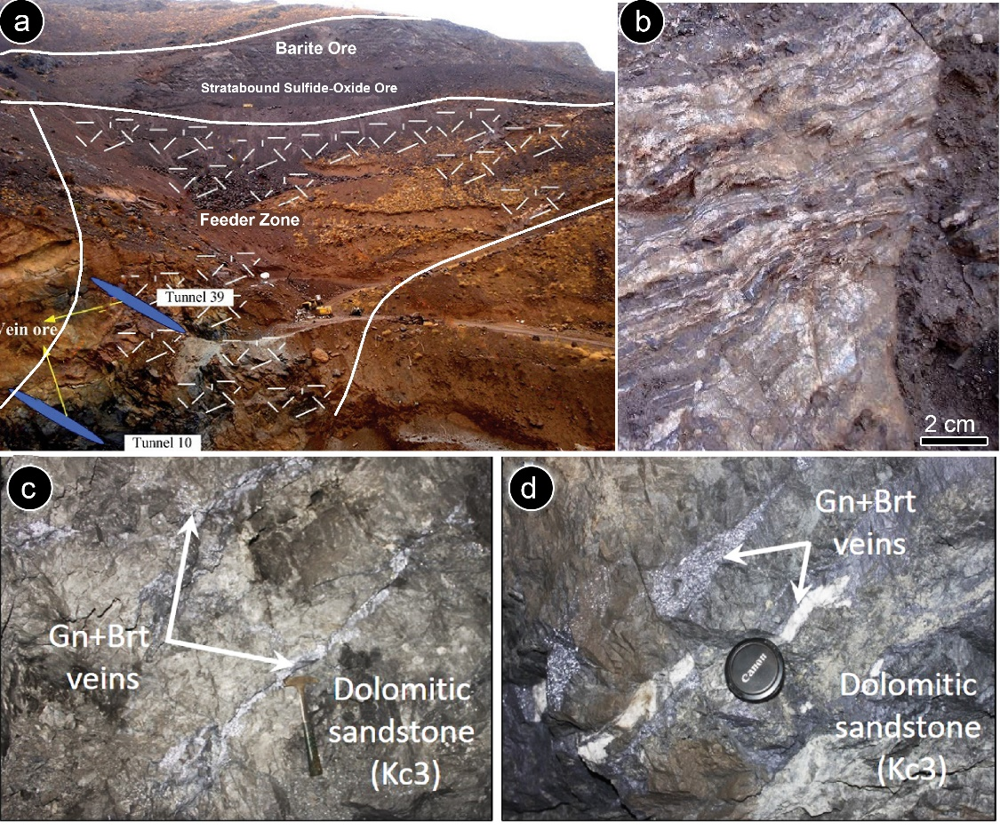 a
Barite Ore
Stratabound Sulfide-Oxide Ore
Feeder Zone
Tunnel 39
ein ore
Tunnel 10
b
2 cm
c
Gn+Brt
veins
Dolomitic
sandstone
(Kc3)
d
Gn+Brt
veins
Canon
Dolomitic
sandstone
(Kc3)